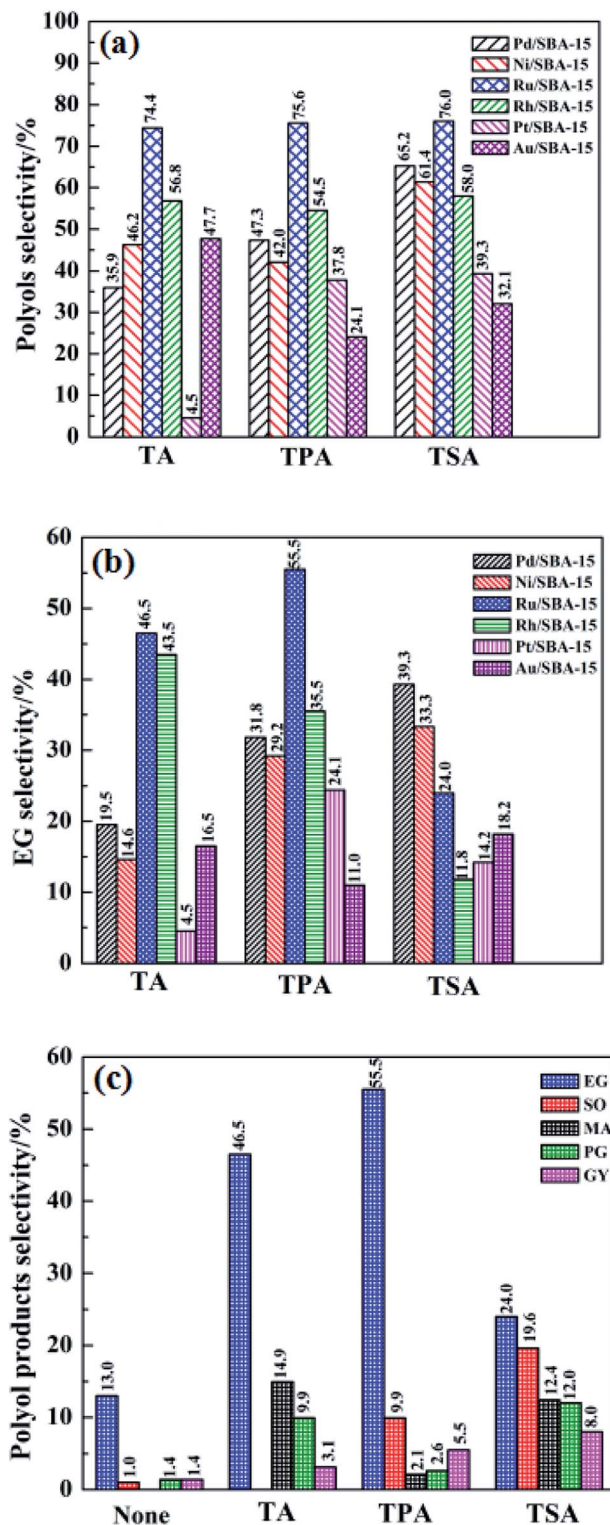 (a)
Polyols selectivity/%
100
90
80
70
60
50
40
30
20
10
0
Pd/SBA-15
Ni/SBA-15
Ru/SBA-15
Rh/SBA-15
Pt/SBA-15
Au/SBA-15
35.9
46.2
74.4
56.8
4.5
47.7
47.3
42.0
75.6
54.5
37.8
24.1
65.2
61.4
76.0
58.0
39.3
32.1
TA
TPA
TSA
(b)
EG selectivity/%
60
50
40
30
20
10
0
Pd/SBA-15
Ni/SBA-15
Ru/SBA-15
Rh/SBA-15
Pt/SBA-15
Au/SBA-15
19.5
14.6
46.5
43.5
4.5
16.5
31.8
29.2
55.5
35.5
24.1
11.0
39.3
33.3
24.0
11.8
14.2
18.2
TA
TPA
TSA
(c)
Polyol products selectivity/%
60
50
40
30
20
10
0
EG
SO
MA
PG
GY
13.0
1.0
1.4
1.4
46.5
14.9
9.9
3.1
55.5
9.9
2.1
2.6
5.5
24.0
19.6
12.4
12.0
8.0
None
TA
TPA
TSA